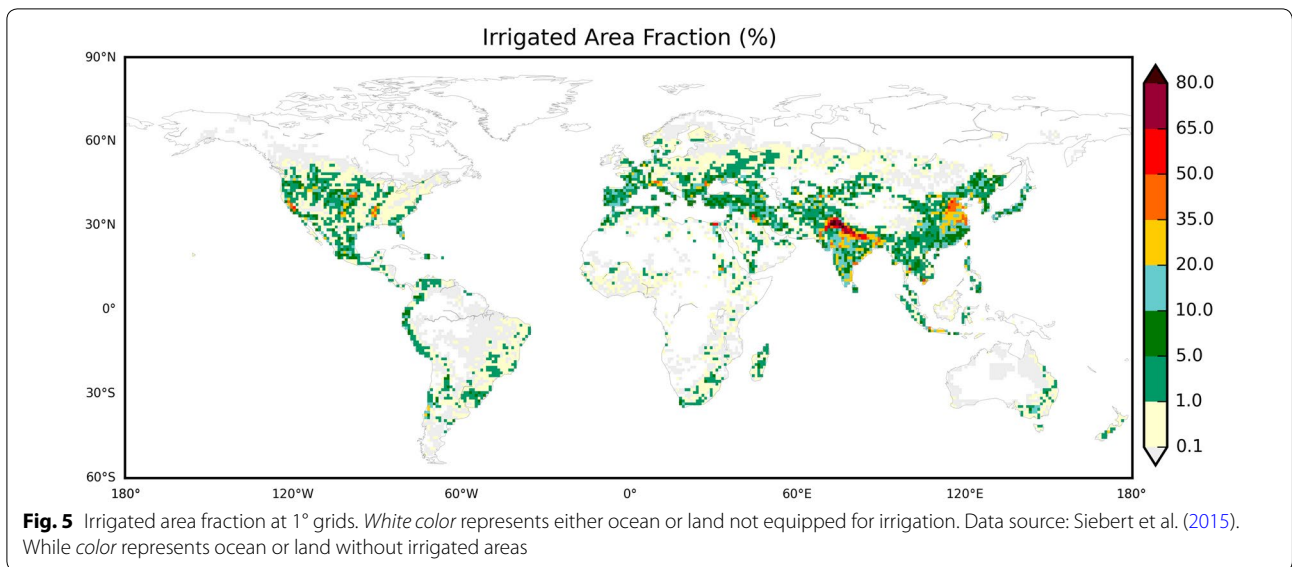 Irrigated Area Fraction (%)
90°N
60°N
30°N
0°
30°S
60°S
180°
120°W
60°W
0°
60°E
120°E
180°
80.0
65.0
50.0
35.0
20.0
10.0
5.0
1.0
0.1
Fig. 5 Irrigated area fraction at 1° grids. White color represents either ocean or land not equipped for irrigation. Data source: Siebert et al. (2015).
While color represents ocean or land without irrigated areas